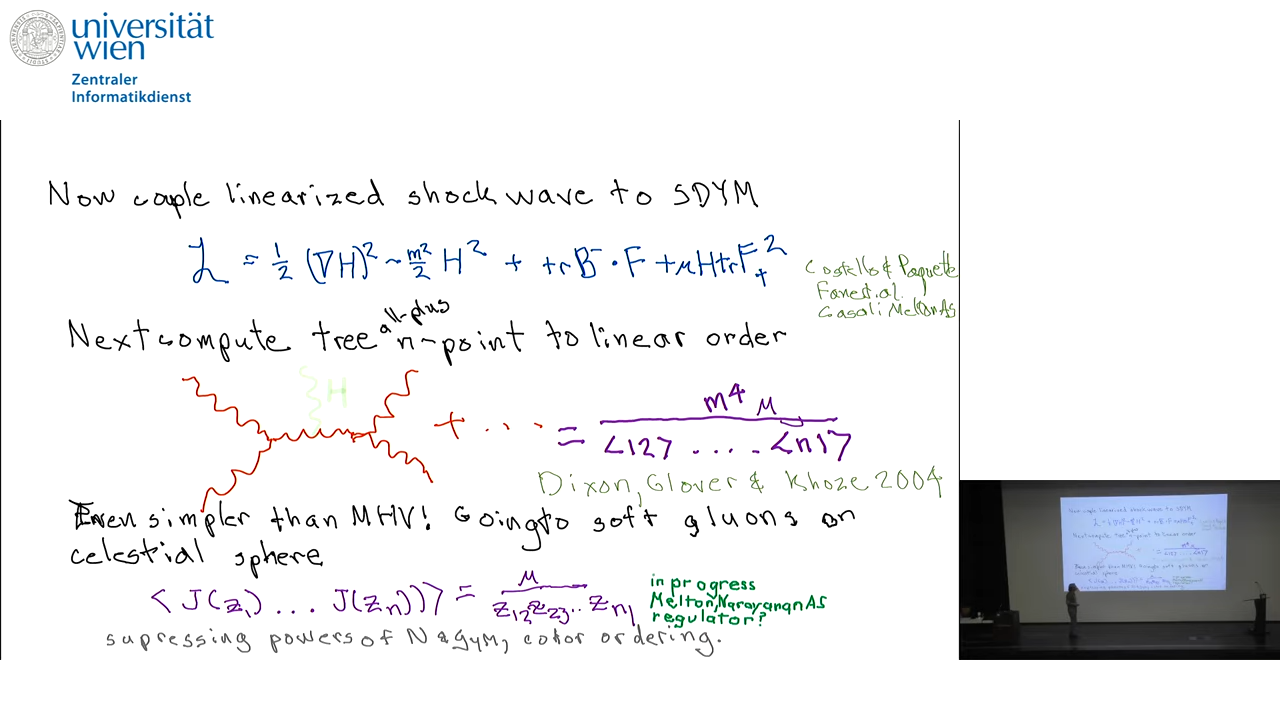 universität
wien
Zentraler
Informatikdienst
Now couple linearized shock wave to SDYM
L = 1/2 (∇H)² - m²/2 H² + tr B⁻ · F + μ H tr F₊²
Costello & Paquette
Fan et. al.
Casali Melton AS
all-plus
Next compute tree n-point to linear order
H
+ ... = m⁴ μ / <12> .... <n1>
Dixon, Glover & Khoze 2004
Even simpler than MHV! Going to soft gluons on
celestial sphere
< J(z₁) ... J(zₙ))> = μ / z₁₂ z₂₃ .. zₙ₁
in progress
Melton, Narayanan AS
regulator?
supressing powers of N & gYM, color ordering.